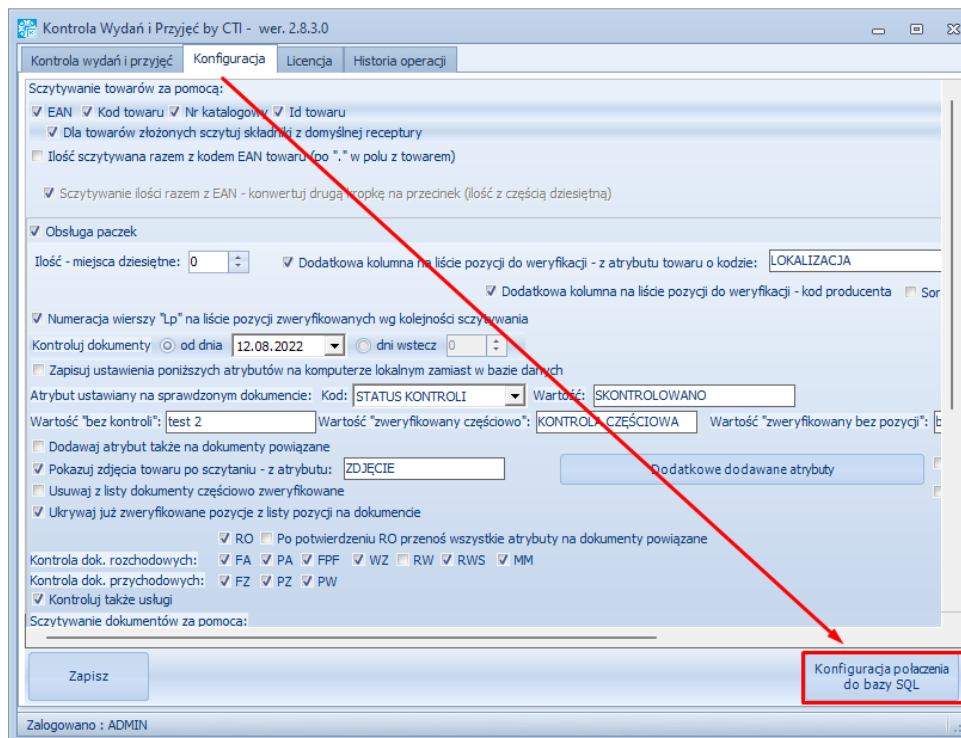 Kontrola Wydań i Przyjęć by CTI - wer. 2.8.3.0
Kontrola wydań i przyjęć Konfiguracja Licencja Historia operacji
Sczytywanie towarów za pomocą:
EAN Kod towaru Nr katalogowy Id towaru
Dla towarów złożonych sczytuj składniki z domyślnej receptury
Ilość sczytywana razem z kodem EAN towaru (po "." w polu z towarem)
Sczytywanie ilości razem z EAN - konwertuj drugą kropkę na przecinek (ilość z częścią dziesiętną)
Obsługa paczek
Ilość - miejsca dziesiętne: 0 Dodatkowa kolumna na liście pozycji do weryfikacji - z atrybutu towaru o kodzie: LOKALIZACJA
Dodatkowa kolumna na liście pozycji do weryfikacji - kod producenta Sor
Numeracja wierszy "Lp" na liście pozycji zweryfikowanych wg kolejności sczytywania
Kontroluj dokumenty od dnia 12.08.2022 dni wstecz 0
Zapisuj ustawienia poniższych atrybutów na komputerze lokalnym zamiast w bazie danych
Atrybut ustawiany na sprawdzonym dokumencie: Kod: STATUS KONTROLI Wartość: SKONTROLOWANO
Wartość "bez kontroli": test 2 Wartość "zweryfikowany częściowo": KONTROLA CZĘŚCIOWA Wartość "zweryfikowany bez pozycji": b
Dodawaj atrybut także na dokumenty powiązane
Pokazuj zdjęcia towaru po sczytaniu - z atrybutu: ZDJĘCIE Dodatkowe dodawane atrybuty
Usuwaj z listy dokumenty częściowo zweryfikowane
Ukrywaj już zweryfikowane pozycje z listy pozycji na dokumencie
RO Po potwierdzeniu RO przenoś wszystkie atrybuty na dokumenty powiązane
Kontrola dok. rozchodowych: FA PA FPF WZ RW RWS MM
Kontrola dok. przychodowych: FZ PZ PW
Kontroluj także usługi
Sczytywanie dokumentów za pomocą:
Zapisz
Konfiguracja połaczenia
do bazy SQL
Zalogowano : ADMIN